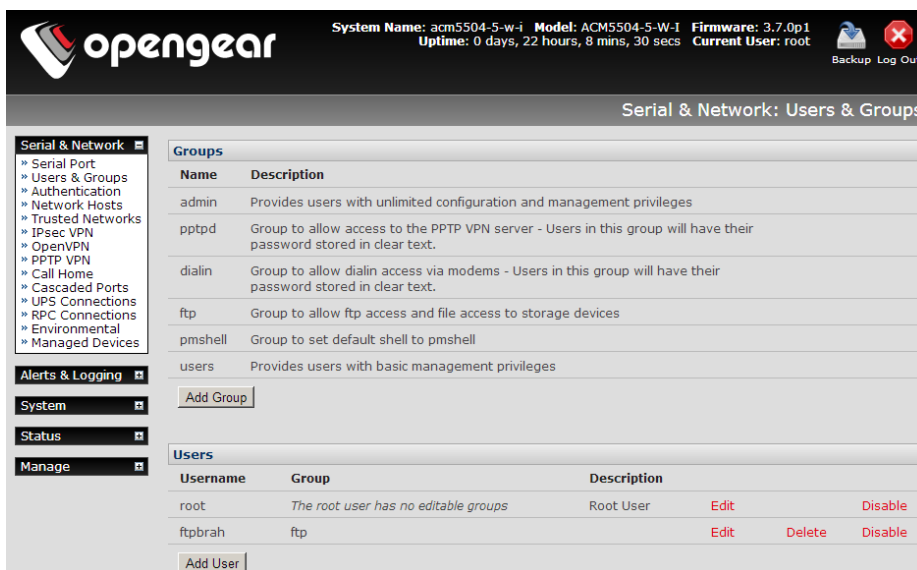 opengear
System Name: acm5504-5-w-i Model: ACM5504-5-W-I Firmware: 3.7.0p1
Uptime: 0 days, 22 hours, 8 mins, 30 secs Current User: root
Backup Log Out
Serial & Network: Users & Groups
Serial & Network
» Serial Port
» Users & Groups
» Authentication
» Network Hosts
» Trusted Networks
» IPsec VPN
» OpenVPN
» PPTP VPN
» Call Home
» Cascaded Ports
» UPS Connections
» RPC Connections
» Environmental
» Managed Devices
Alerts & Logging
System
Status
Manage
Groups
Name Description
admin Provides users with unlimited configuration and management privileges
pptpd Group to allow access to the PPTP VPN server - Users in this group will have their
password stored in clear text.
dialin Group to allow dialin access via modems - Users in this group will have their
password stored in clear text.
ftp Group to allow ftp access and file access to storage devices
pmshell Group to set default shell to pmshell
users Provides users with basic management privileges
Add Group
Users
Username Group Description
root The root user has no editable groups Root User Edit Disable
ftpbrah ftp Edit Delete Disable
Add User